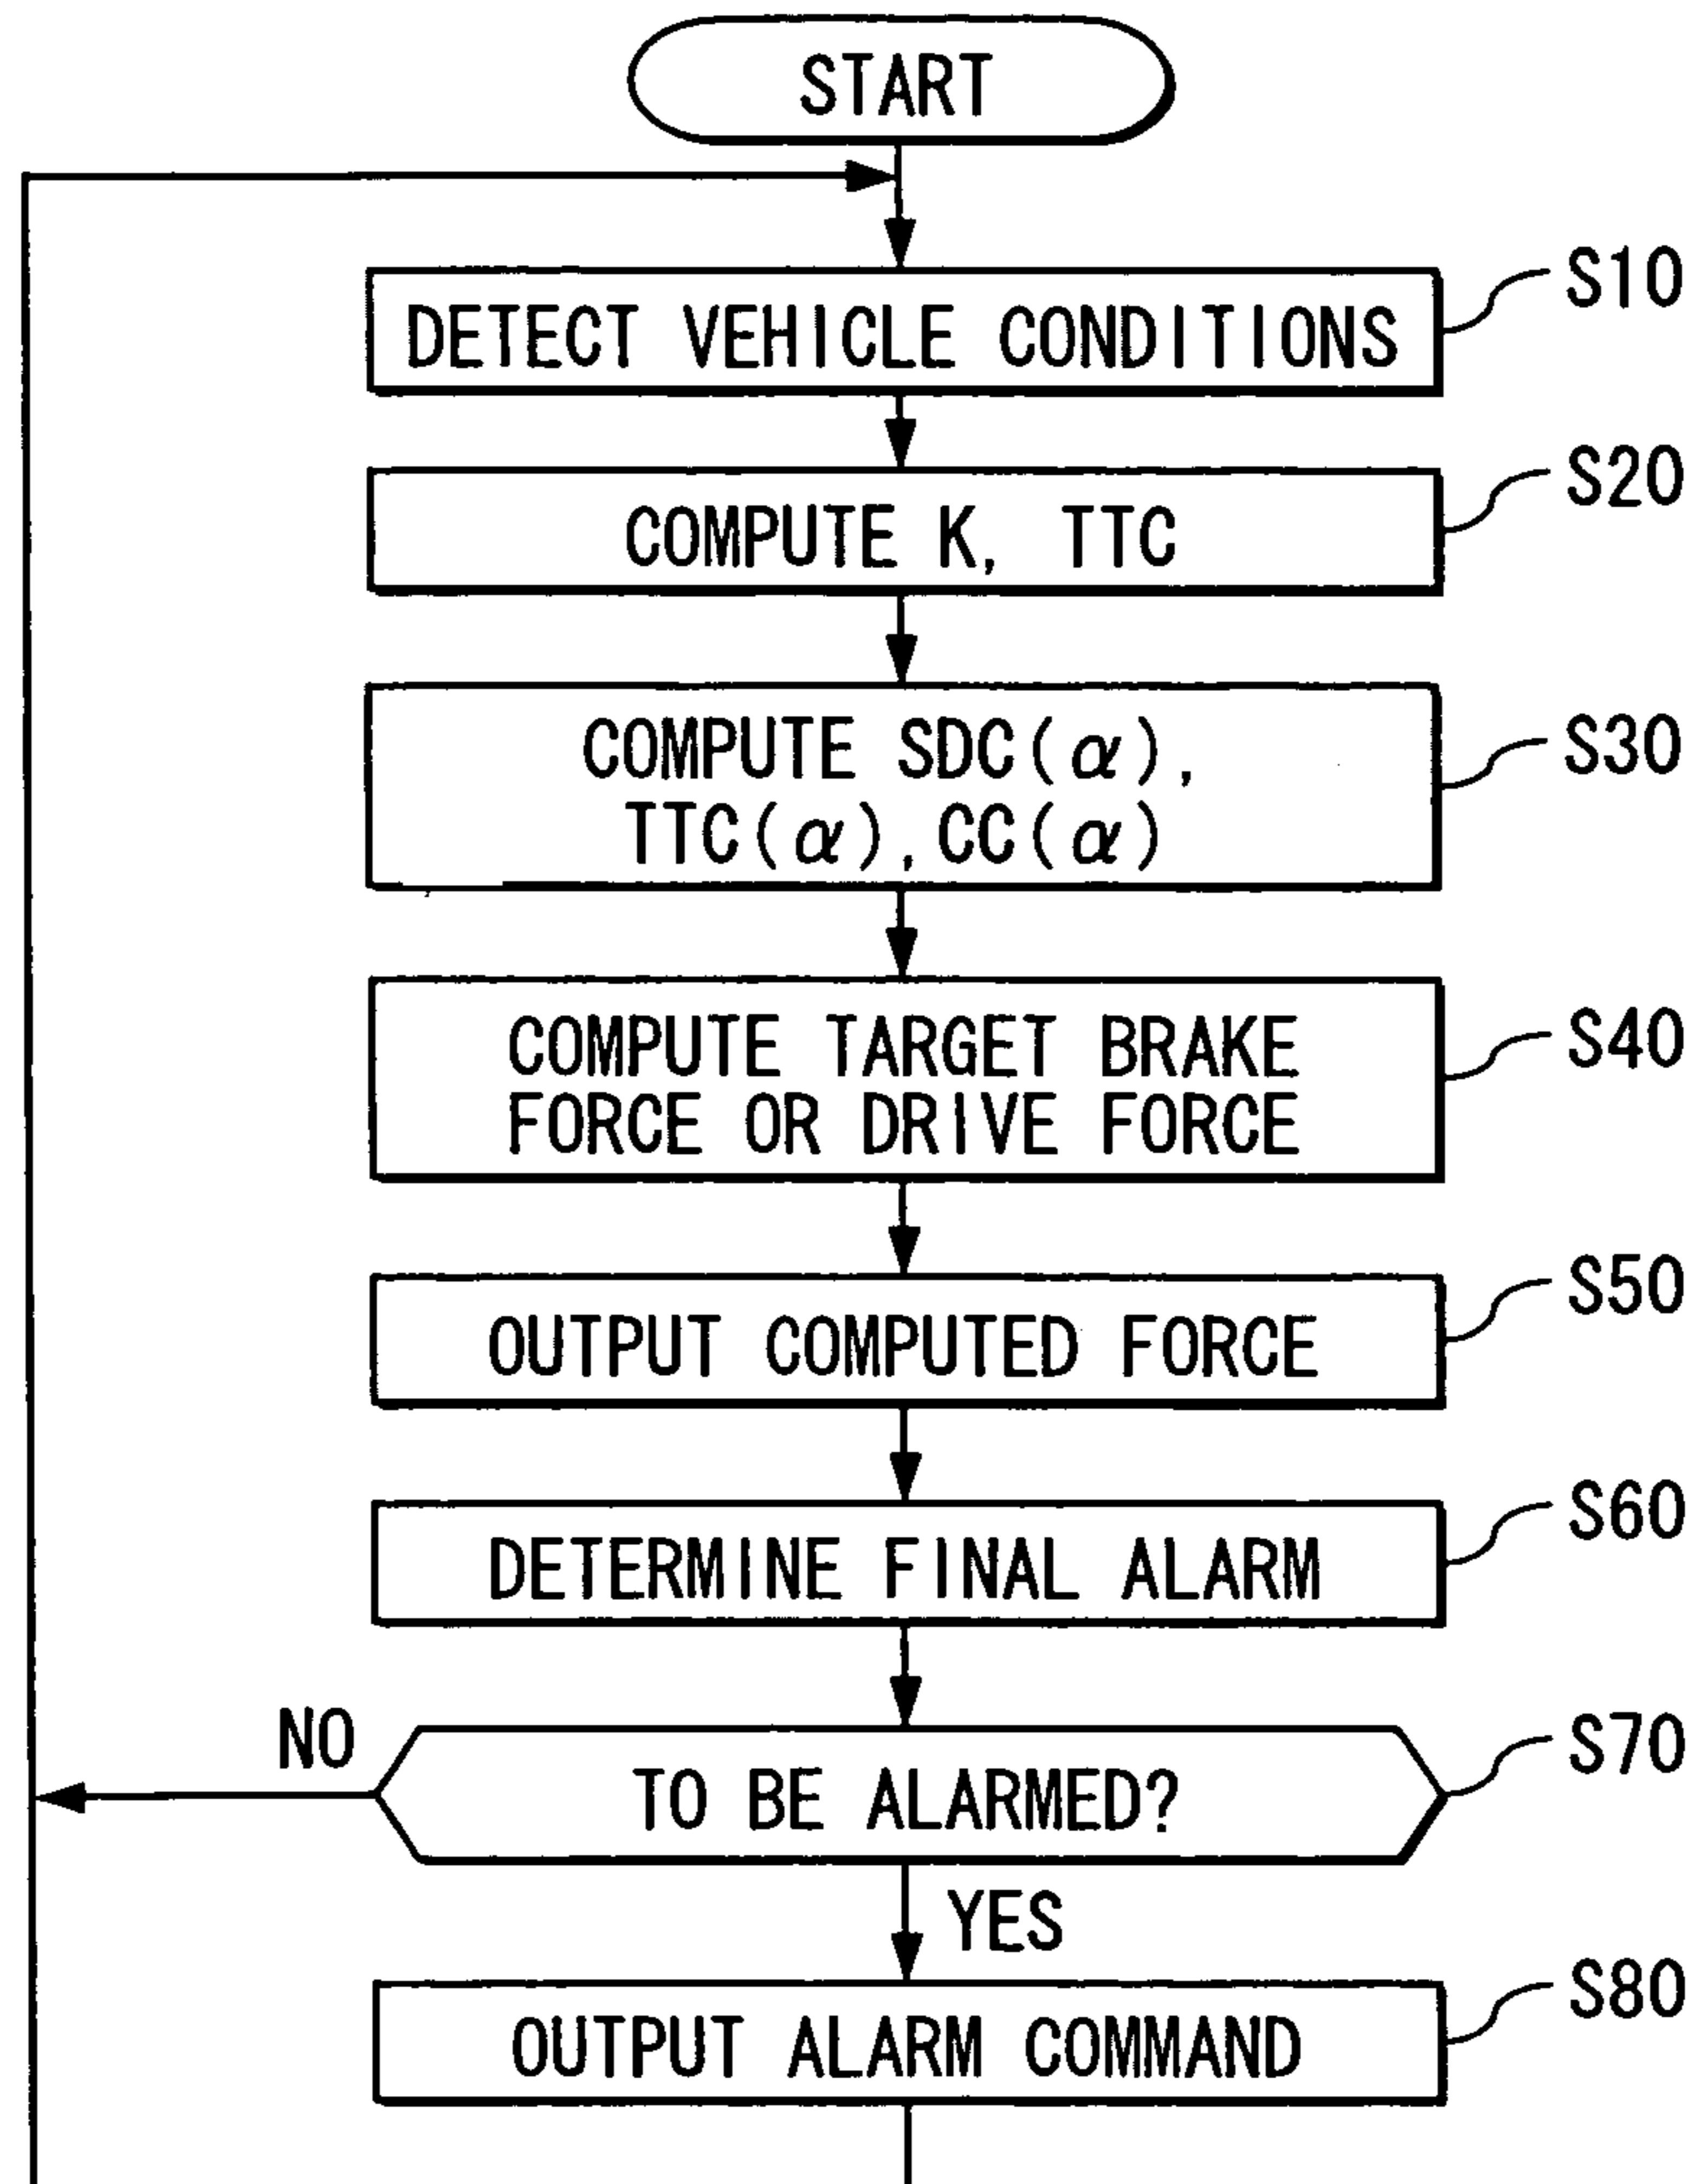 START
DETECT VEHICLE CONDITIONS
S10
COMPUTE K, TTC
S20
COMPUTE SDC(α),
TTC(α), CC(α)
S30
COMPUTE TARGET BRAKE
FORCE OR DRIVE FORCE
S40
OUTPUT COMPUTED FORCE
S50
DETERMINE FINAL ALARM
S60
NO
TO BE ALARMED?
S70
YES
OUTPUT ALARM COMMAND
S80